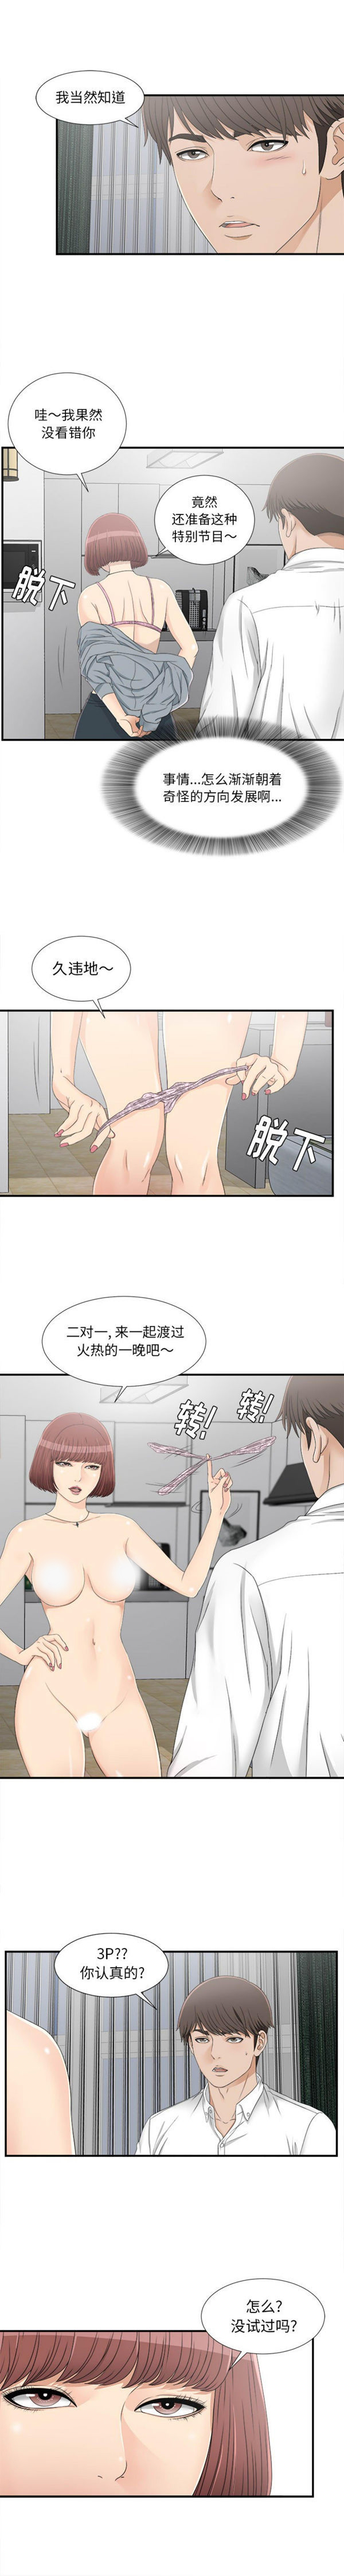 我当然知道
哇～我果然
没看错你
竟然
还准备这种
特别节目～
脱下
事情...怎么渐渐朝着
奇怪的方向发展啊...
久违地～
脱下
二对一, 来一起渡过
火热的一晚吧～
转!
转!
3P??
你认真的?
怎么?
没试过吗?